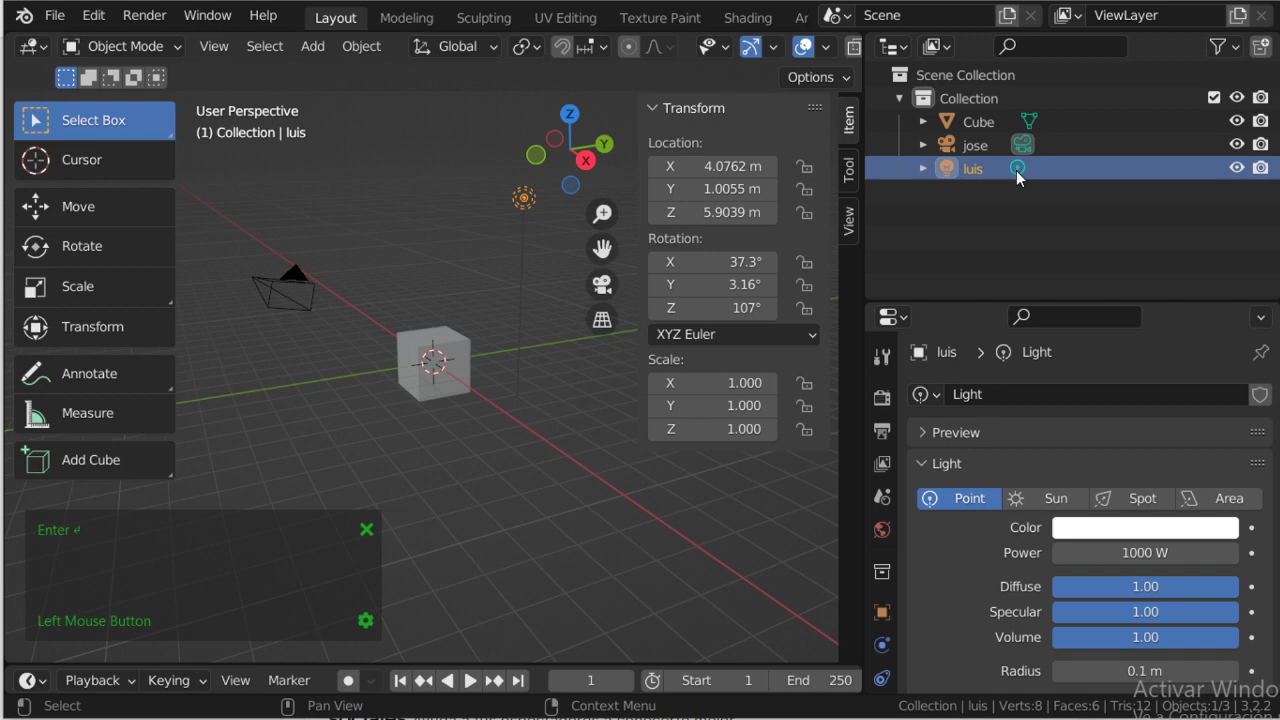 File Edit Render Window Help Layout Modeling Sculpting UV Editing Texture Paint Shading Scene ViewLayer
Object Mode View Select Add Object Global
Options
Select Box
Cursor
Move
Rotate
Scale
Transform
Annotate
Measure
Add Cube
User Perspective
(1) Collection | luis
Z
Y
X
Transform
Location:
X 4.0762 m
Y 1.0055 m
Z 5.9039 m
Rotation:
X 37.3°
Y 3.16°
Z 107°
XYZ Euler
Scale:
X 1.000
Y 1.000
Z 1.000
Item
Tool
View
Enter
Left Mouse Button
Scene Collection
Collection
Cube
jose
luis
luis > Light
Light
Preview
Light
Point Sun Spot Area
Color
Power 1000 W
Diffuse 1.00
Specular 1.00
Volume 1.00
Radius 0.1 m
Activar Windo
Playback Keying View Marker 1 Start 1 End 250
Select Pan View Context Menu Collection | luis | Verts:8 | Faces:6 | Tris:12 | Objects:1/3 | 3.2.2